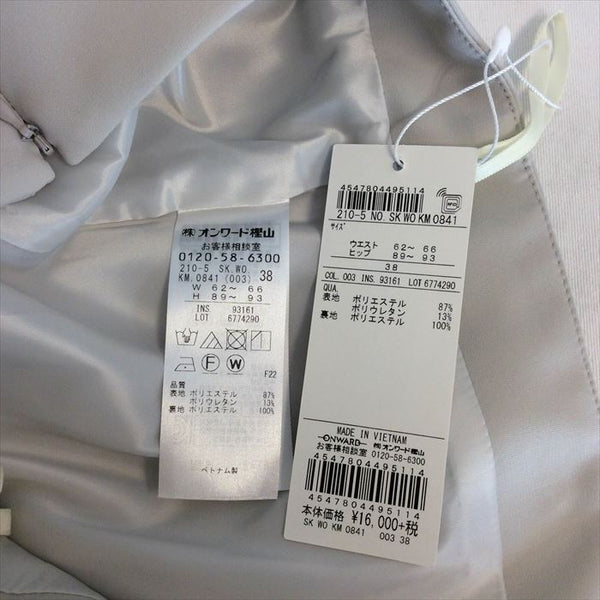 ㈱オンワード樫山
お客様相談室
0120-58-6300
210-5 SK.WO.
KM.0841 (003) 38
W 62～ 66
H 89～ 93
INS 93161
LOT 6774290
F W
F22
品質
表地 ポリエステル 87%
ポリウレタン 13%
裏地 ポリエステル 100%
ベトナム製
4547804495114
210-5 NO. SK WO KM 0841
サイズ
ウエスト 62～ 66
ヒップ 89～ 93
38
COL. 003 INS. 93161 LOT 6774290
QUA.
表地 ポリエステル 87%
ポリウレタン 13%
裏地 ポリエステル 100%
MADE IN VIETNAM
ONWARD ㈱オンワード樫山
お客様相談室 0120-58-6300
4547804495114
4547804495114
本体価格 ¥16,000+税
SK WO KM 0841 003 38